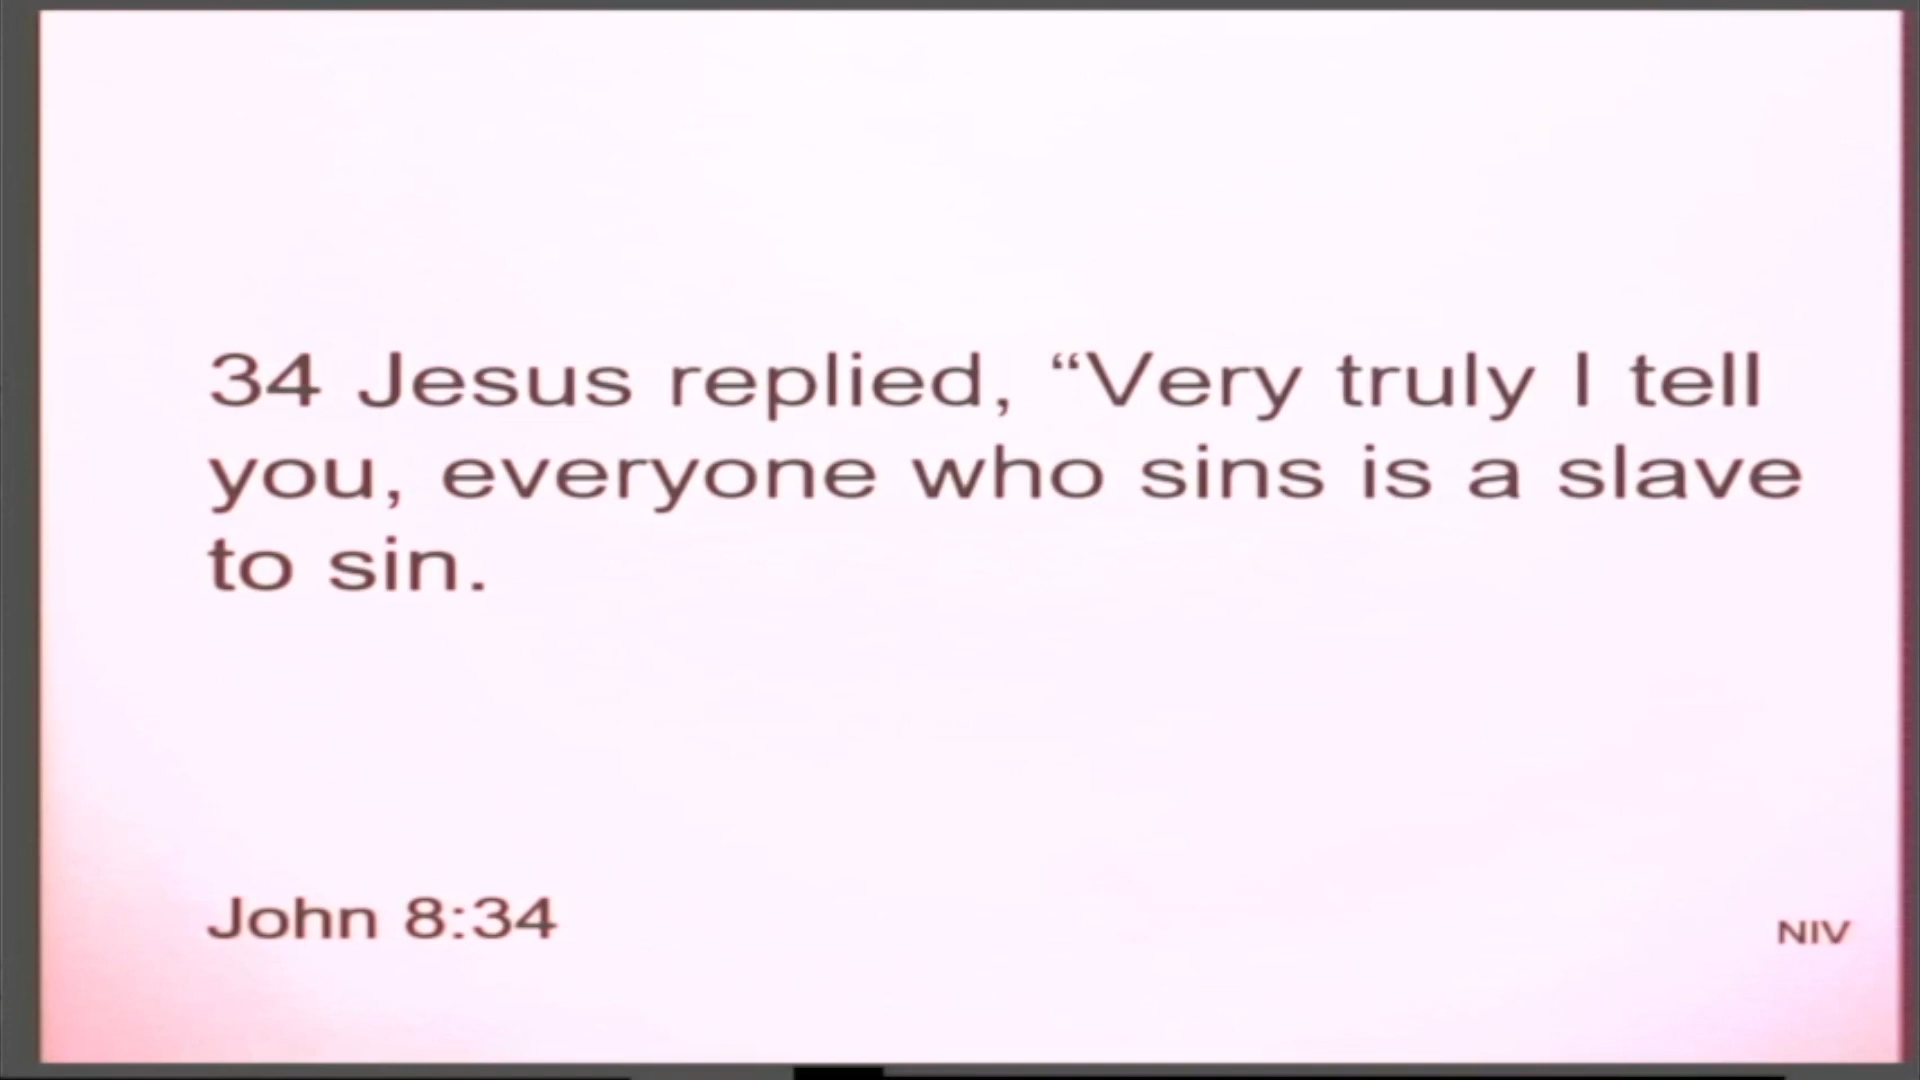 34 Jesus replied, “Very truly I tell
you, everyone who sins is a slave
to sin.
John 8:34
NIV